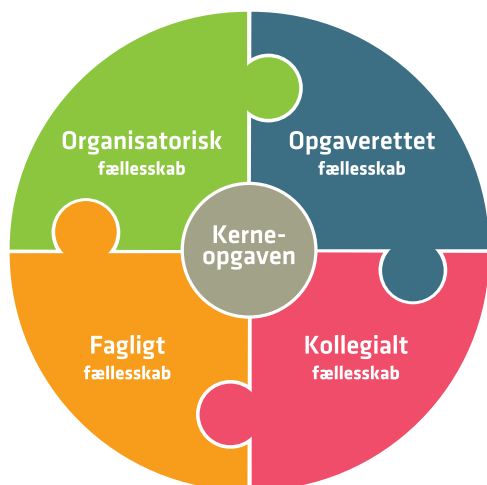 Organisatorisk
fællesskab
Opgaverettet
fællesskab
Kerne-
opgaven
Fagligt
fællesskab
Kollegialt
fællesskab